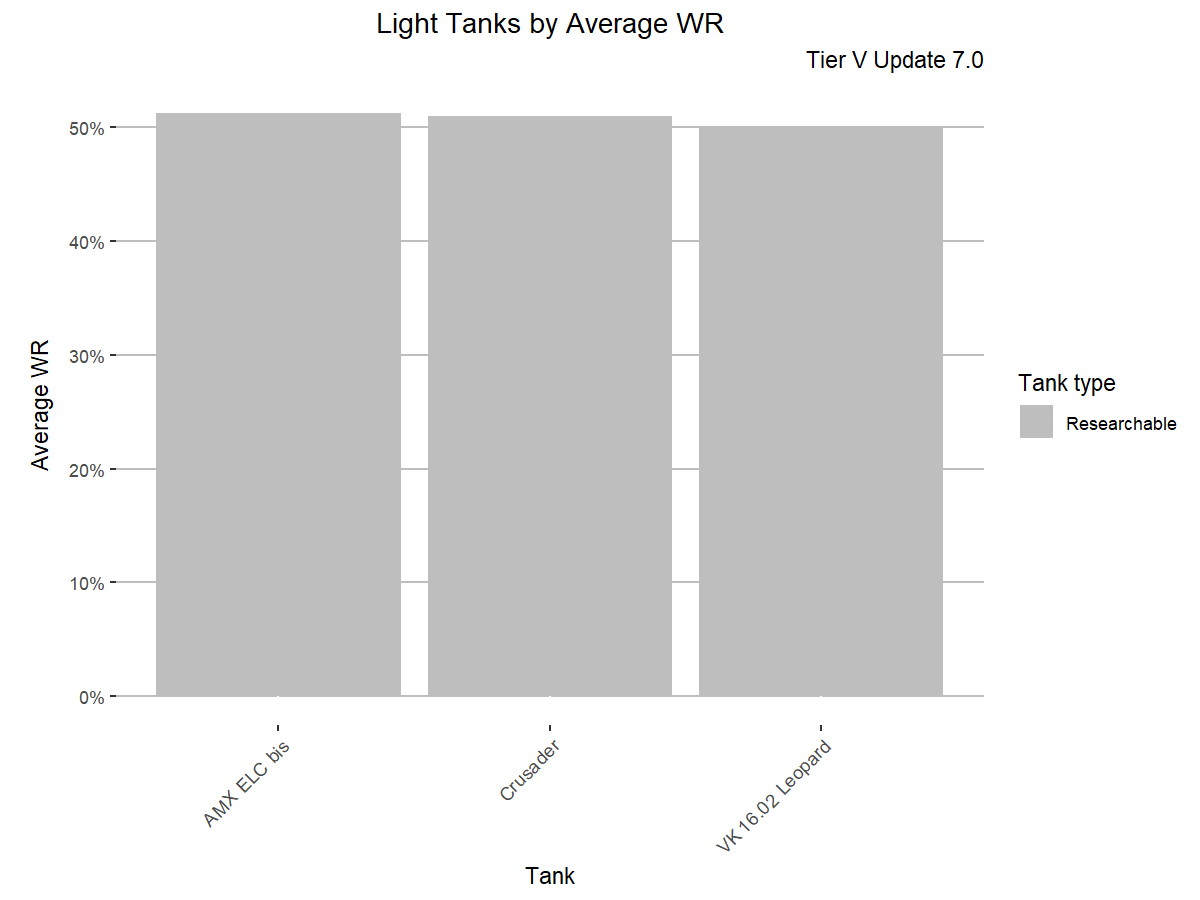 Light Tanks by Average WR
Tier V Update 7.0
Average WR
50%
40%
30%
20%
10%
0%
AMX ELC bis
Crusader
VK 16.02 Leopard
Tank
Tank type
Researchable